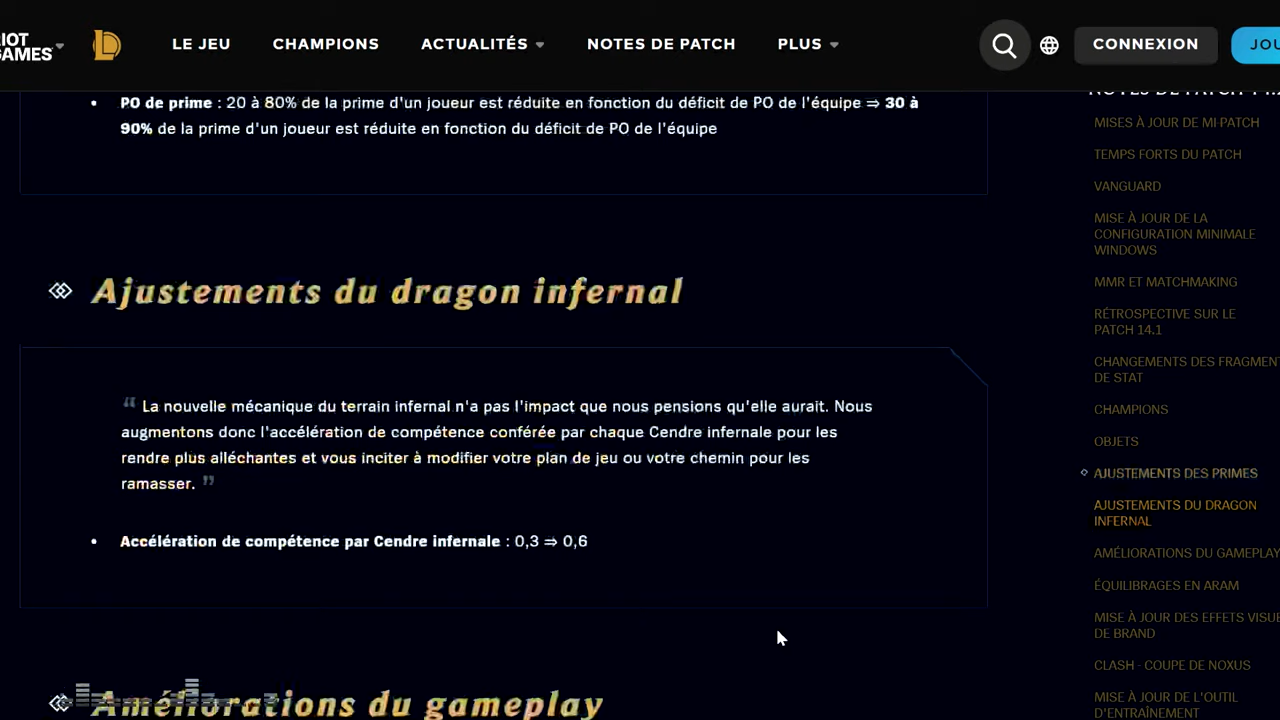 RIOT
GAMES
LE JEU
CHAMPIONS
ACTUALITÉS
NOTES DE PATCH
PLUS
CONNEXION
PO de prime : 20 à 80% de la prime d'un joueur est réduite en fonction du déficit de PO de l'équipe ⇒ 30 à
90% de la prime d'un joueur est réduite en fonction du déficit de PO de l'équipe
Ajustements du dragon infernal
“ La nouvelle mécanique du terrain infernal n'a pas l'impact que nous pensions qu'elle aurait. Nous
augmentons donc l'accélération de compétence conférée par chaque Cendre infernale pour les
rendre plus alléchantes et vous inciter à modifier votre plan de jeu ou votre chemin pour les
ramasser. ”
Accélération de compétence par Cendre infernale : 0,3 ⇒ 0,6
Améliorations du gameplay
NOTES DE PATCH
MISES À JOUR DE MI-PATCH
TEMPS FORTS DU PATCH
VANGUARD
MISE À JOUR DE LA
CONFIGURATION MINIMALE
WINDOWS
MMR ET MATCHMAKING
RÉTROSPECTIVE SUR LE
PATCH 14.1
CHANGEMENTS DES FRAGMEN
DE STAT
CHAMPIONS
OBJETS
AJUSTEMENTS DES PRIMES
AJUSTEMENTS DU DRAGON
INFERNAL
AMÉLIORATIONS DU GAMEPLAY
ÉQUILIBRAGES EN ARAM
MISE À JOUR DES EFFETS VISUE
DE BRAND
CLASH - COUPE DE NOXUS
MISE À JOUR DE L'OUTIL
D'ENTRAÎNEMENT